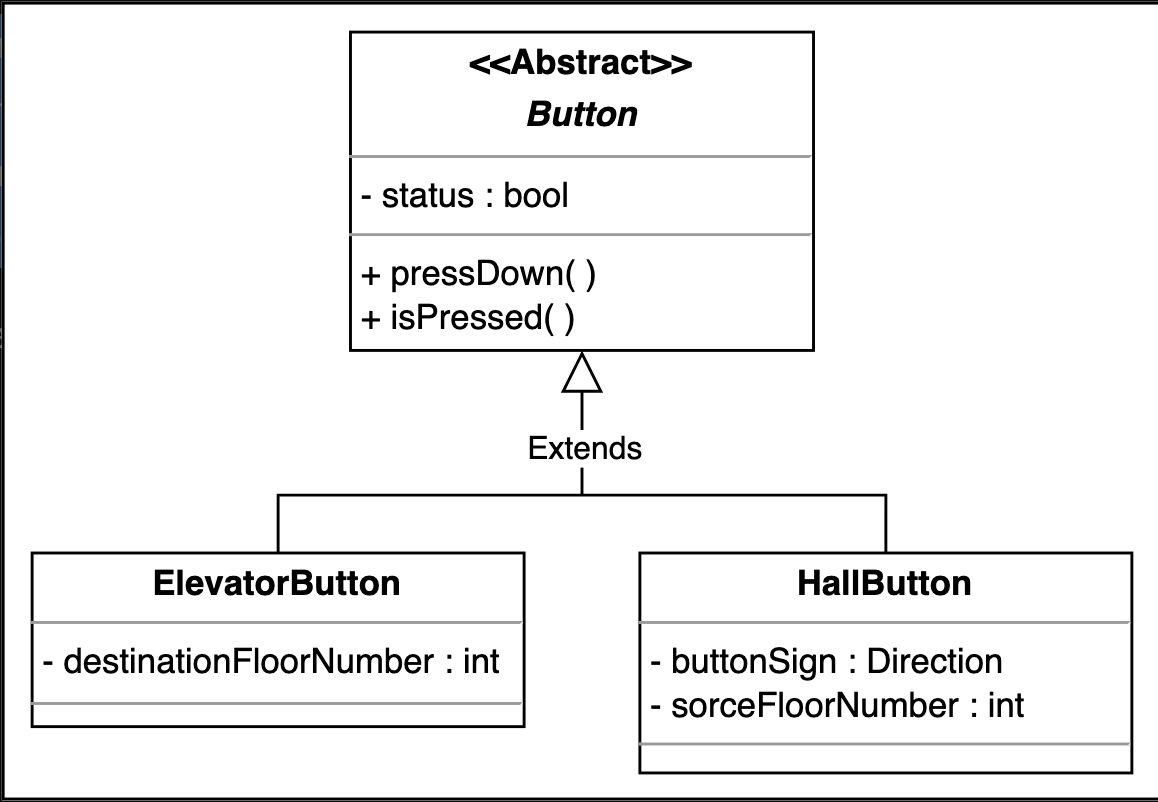 <<Abstract>>
Button
- status : bool
+ pressDown( )
+ isPressed( )
Extends
ElevatorButton
- destinationFloorNumber : int
HallButton
- buttonSign : Direction
- sorceFloorNumber : int